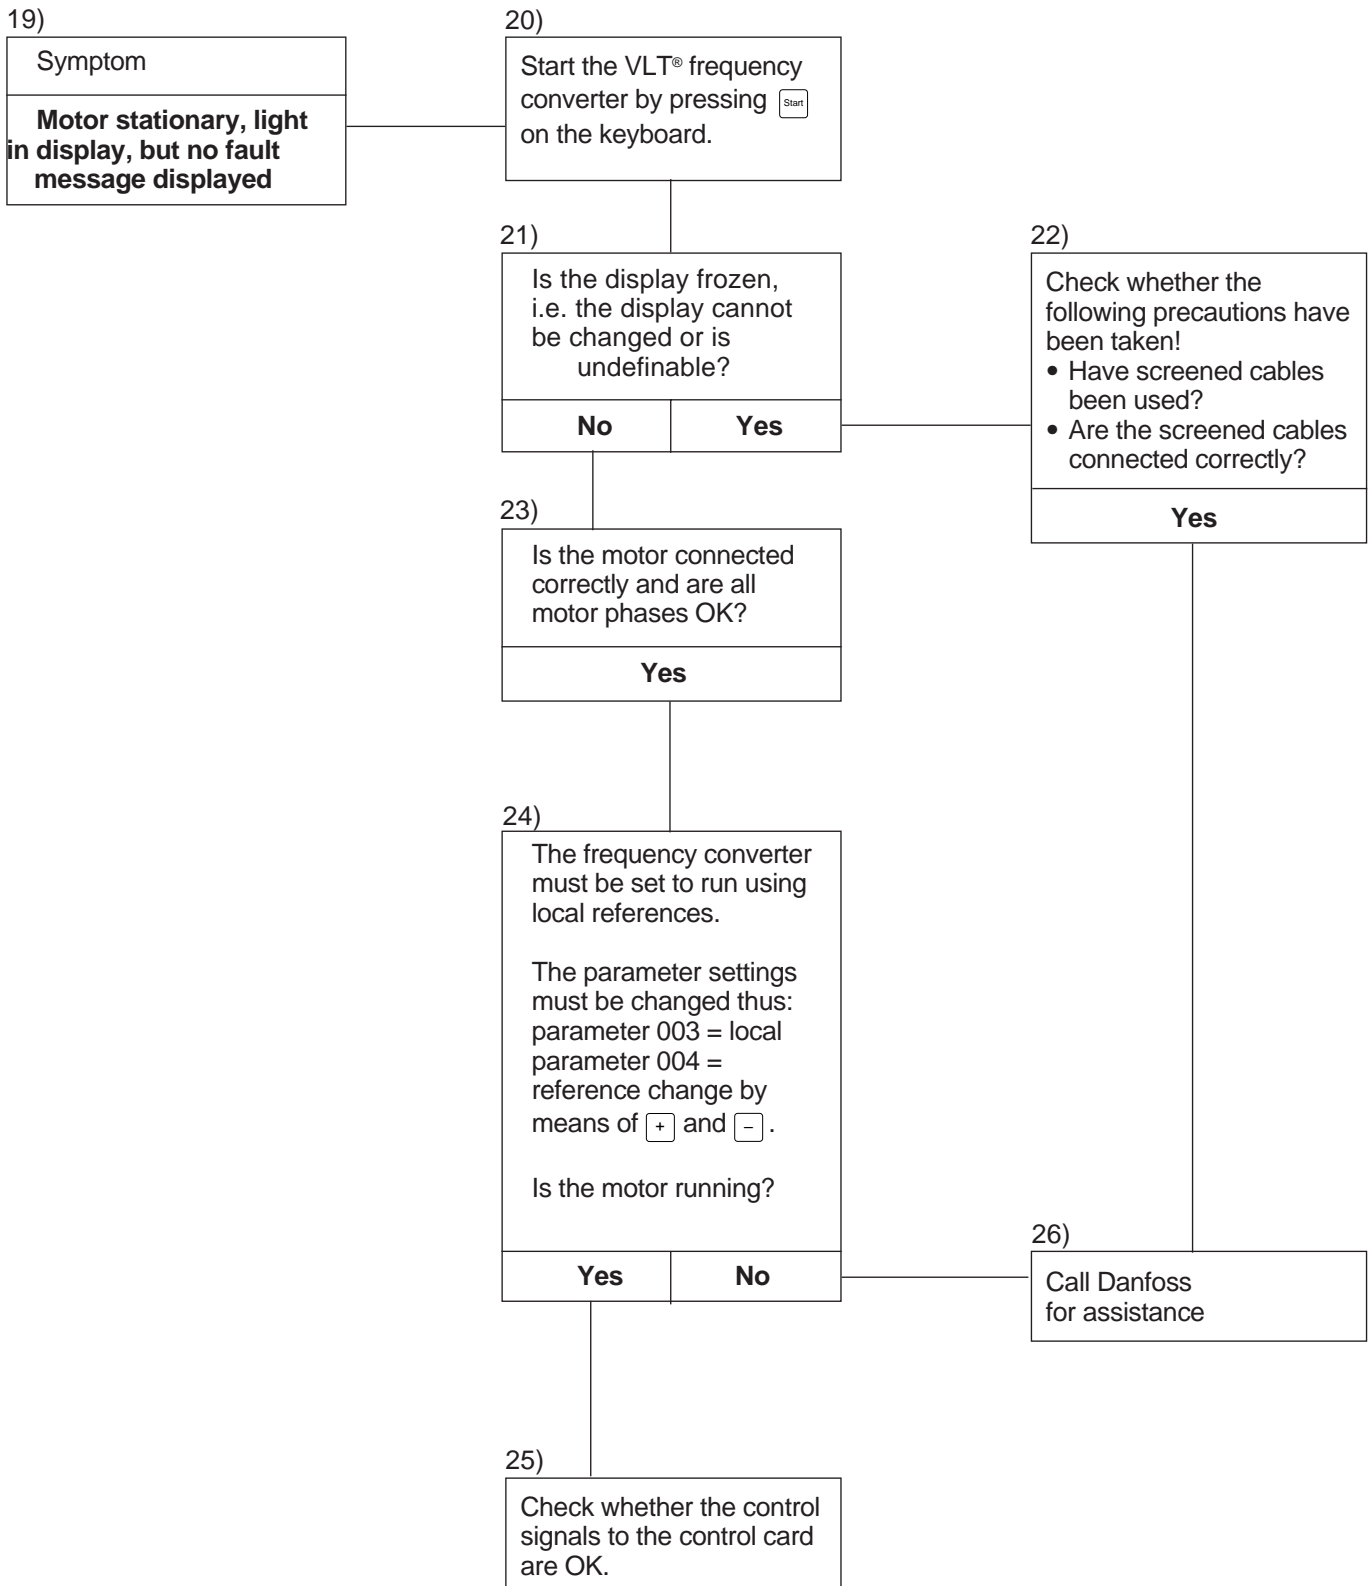 19)
Symptom
Motor stationary, light
in display, but no fault
message displayed
20)
Start the VLT® frequency
converter by pressing Start
on the keyboard.
21)
Is the display frozen,
i.e. the display cannot
be changed or is
undefinable?
No Yes
22)
Check whether the
following precautions have
been taken!
• Have screened cables
been used?
• Are the screened cables
connected correctly?
Yes
23)
Is the motor connected
correctly and are all
motor phases OK?
Yes
24)
The frequency converter
must be set to run using
local references.
The parameter settings
must be changed thus:
parameter 003 = local
parameter 004 =
reference change by
means of + and – .
Is the motor running?
Yes No
26)
Call Danfoss
for assistance
25)
Check whether the control
signals to the control card
are OK.